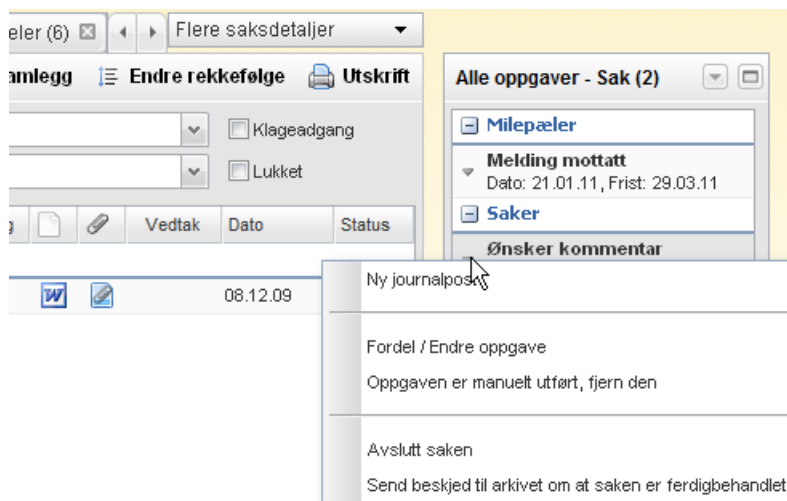 eler (6)
Flere saksdetaljer
Alle oppgaver - Sak (2)
Endre rekkefølge
Utskrift
Klageadgang
Lukket
Vedtak
Dato
Status
08.12.09
Milepæler
Melding mottatt
Dato: 21.01.11, Frist: 29.03.11
Saker
Ønsker kommentar
Ny journalpost
Fordel / Endre oppgave
Oppgaven er manuelt utført, fjern den
Avslutt saken
Send beskjed til arkivet om at saken er ferdigbehandlet